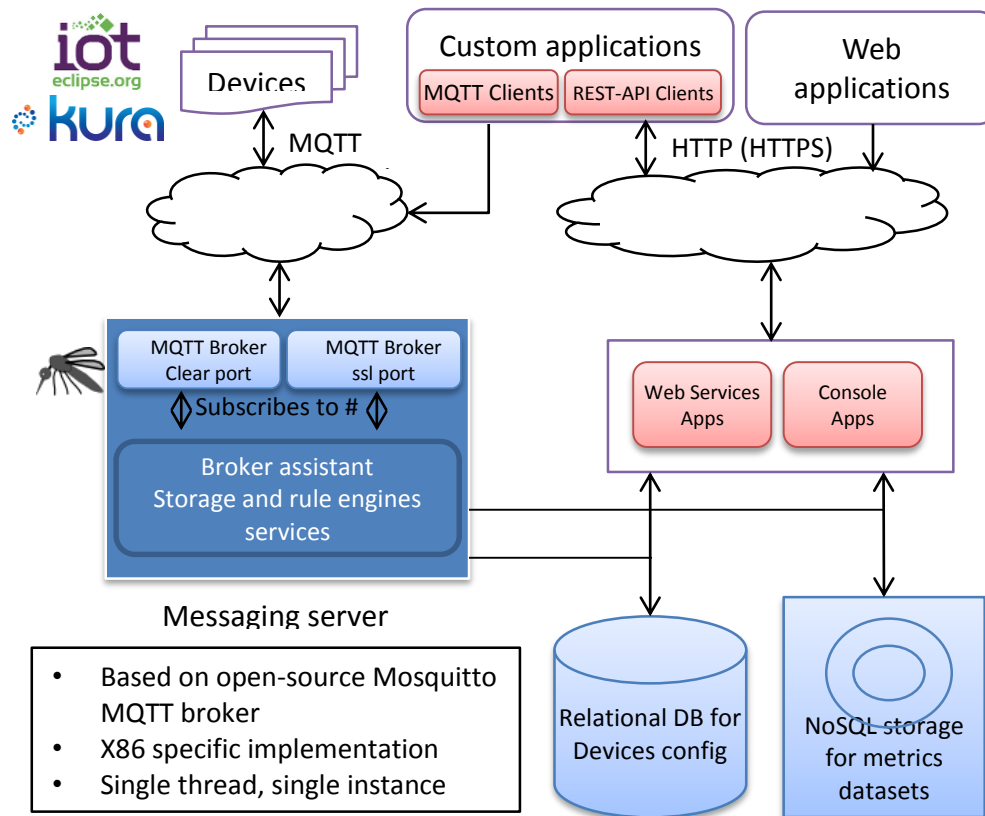 iot
eclipse.org
kura
Devices
Custom applications
MQTT Clients
REST-API Clients
Web
applications
MQTT
HTTP (HTTPS)
MQTT Broker
Clear port
MQTT Broker
ssl port
Subscribes to #
Broker assistant
Storage and rule engines
services
Web Services
Apps
Console
Apps
Messaging server
• Based on open-source Mosquitto
MQTT broker
• X86 specific implementation
• Single thread, single instance
Relational DB for
Devices config
NoSQL storage
for metrics
datasets